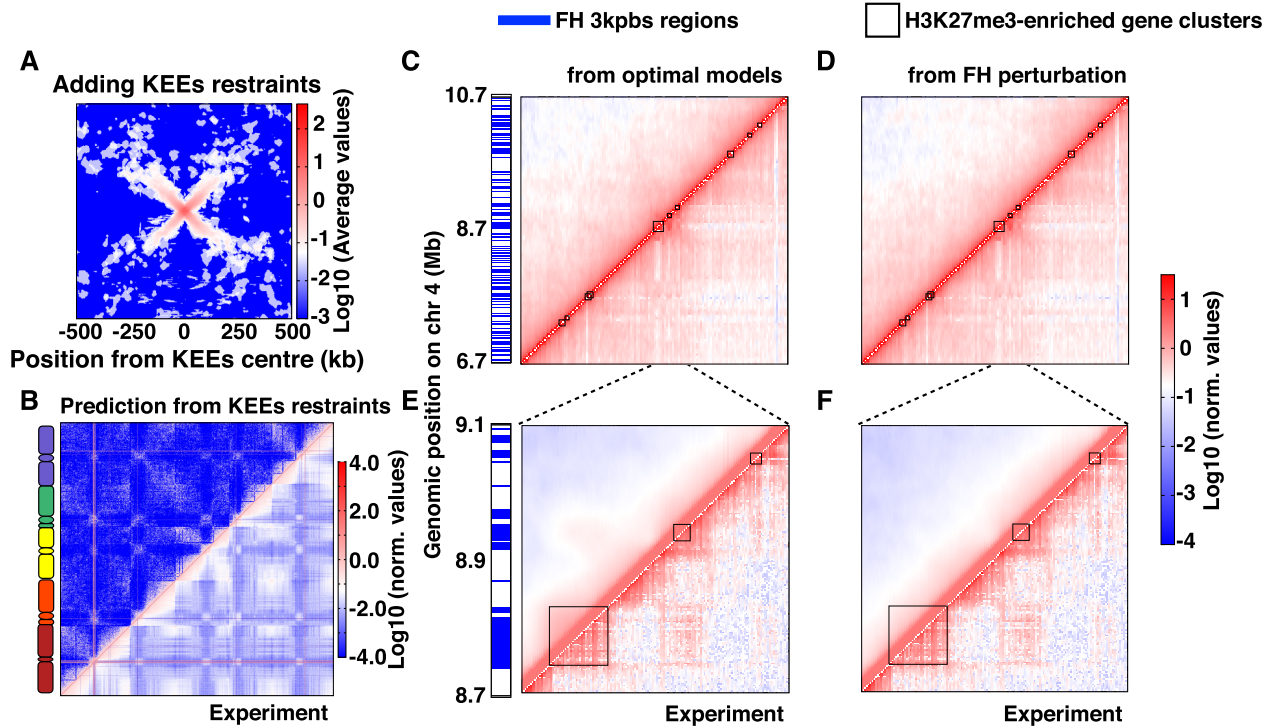 FH 3kpbs regions
H3K27me3-enriched gene clusters
A
Adding KEEs restraints
2
1
0
-1
-2
-3
Log10 (Average values)
-500 -250 0 250 500
Position from KEEs centre (kb)
B
Prediction from KEEs restraints
4.0
2.0
0.0
-2.0
-4.0
Log10 (norm. values)
Experiment
C
from optimal models
10.7
8.7
6.7
Genomic position on chr 4 (Mb)
D
from FH perturbation
E
9.1
8.9
8.7
Experiment
F
Experiment
1
0
-1
-2
-3
-4
Log10 (norm. values)